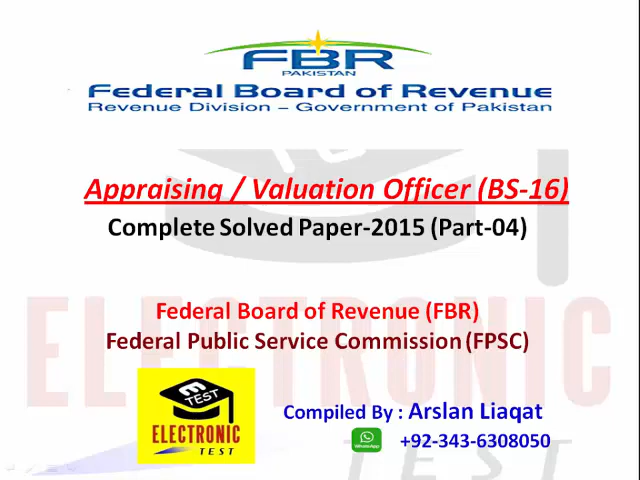 FBR
PAKISTAN
Federal Board of Revenue
Revenue Division – Government of Pakistan
Appraising / Valuation Officer (BS-16)
Complete Solved Paper-2015 (Part-04)
ELECTRONIC
Federal Board of Revenue (FBR)
Federal Public Service Commission (FPSC)
E TEST
ELECTRONIC
TEST
Compiled By : Arslan Liaqat
WhatsApp
+92-343-6308050
TEST